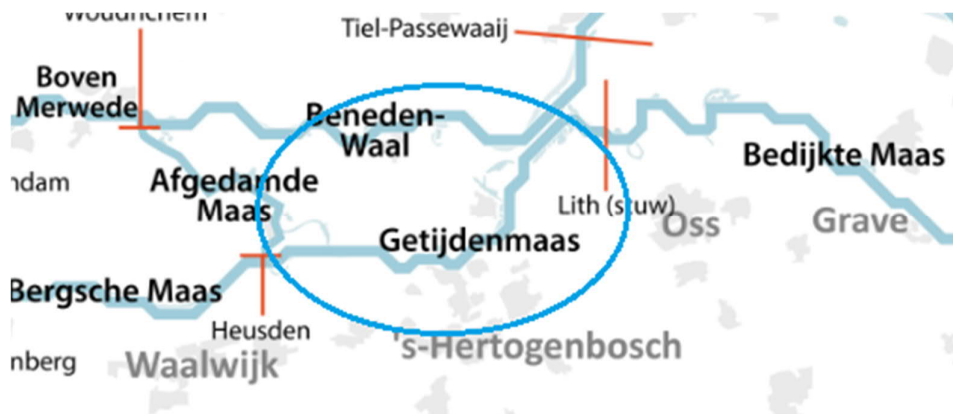 Woudrichem
Tiel-Passewaaij
Boven
Merwede
Beneden-
Waal
Bedijkte Maas
ndam
Afgedamde
Maas
Lith (stuw)
Oss
Grave
Getijdenmaas
Bergsche Maas
Heusden
's-Hertogenbosch
nberg
Waalwijk